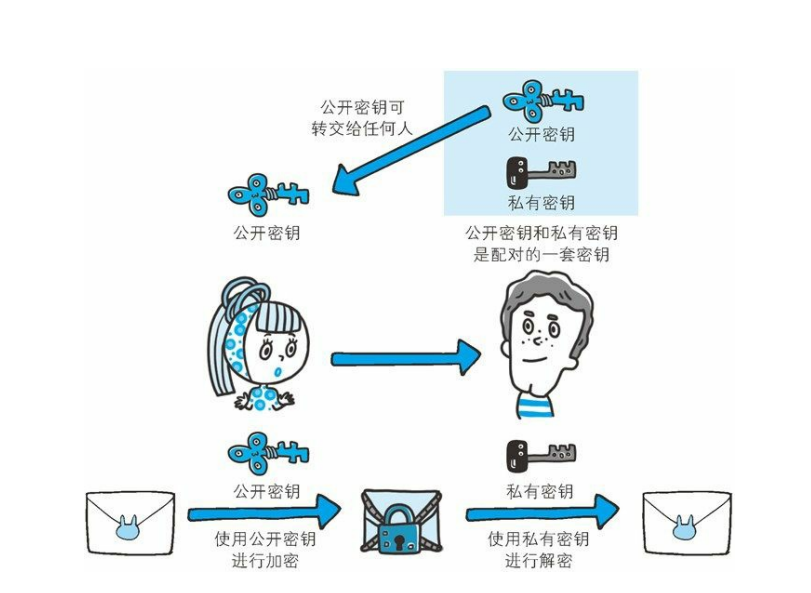 公开密钥可
转交给任何人
公开密钥
私有密钥
公开密钥
公开密钥和私有密钥
是配对的一套密钥
公开密钥
私有密钥
使用公开密钥
进行加密
使用私有密钥
进行解密